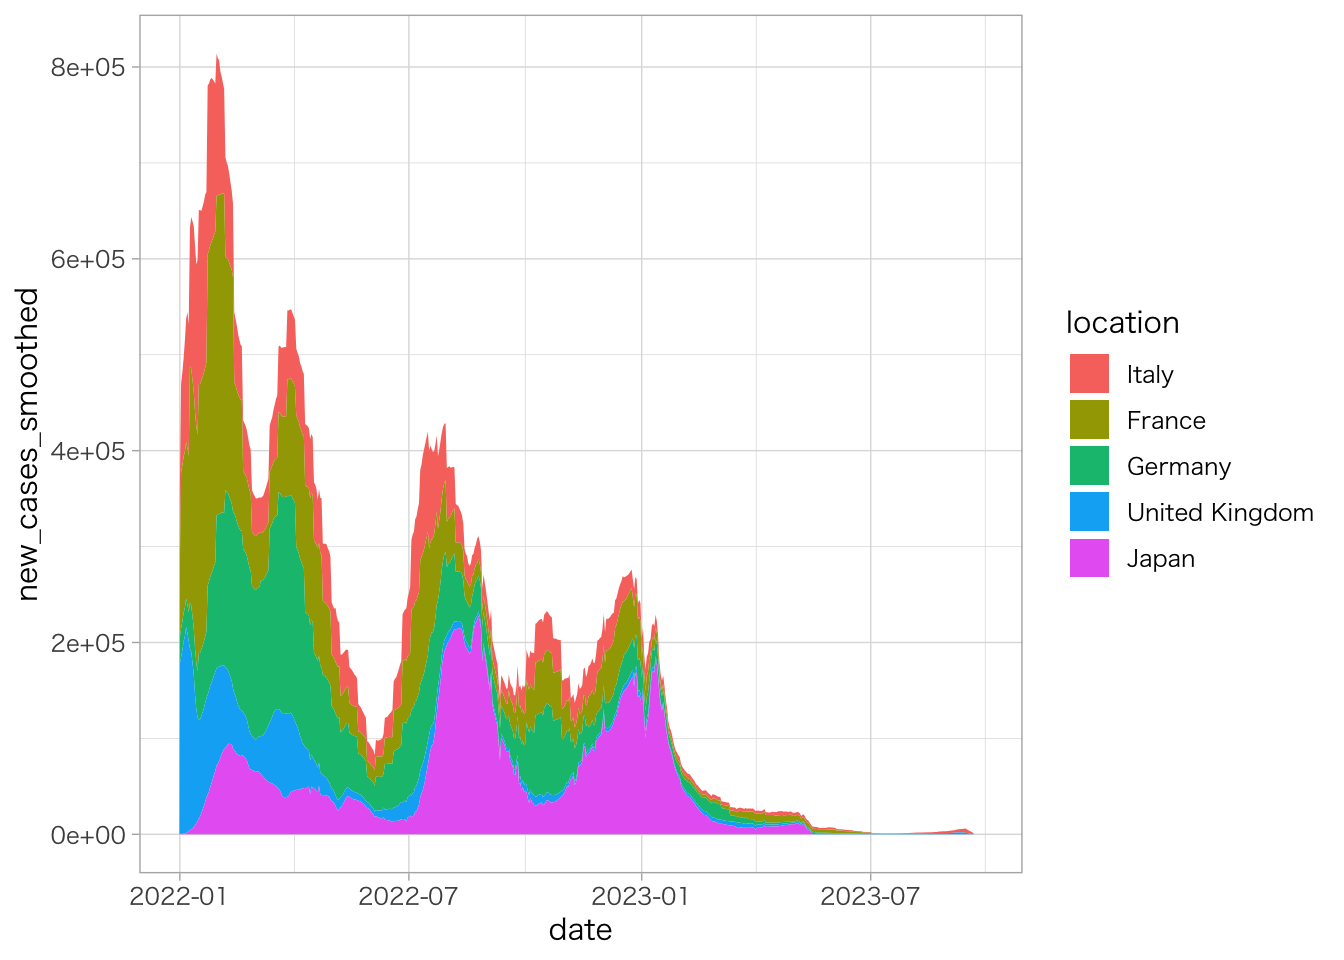 new_cases_smoothed
8e+05
6e+05
4e+05
2e+05
0e+00
2022-01
2022-07
2023-01
2023-07
date
location
Italy
France
Germany
United Kingdom
Japan